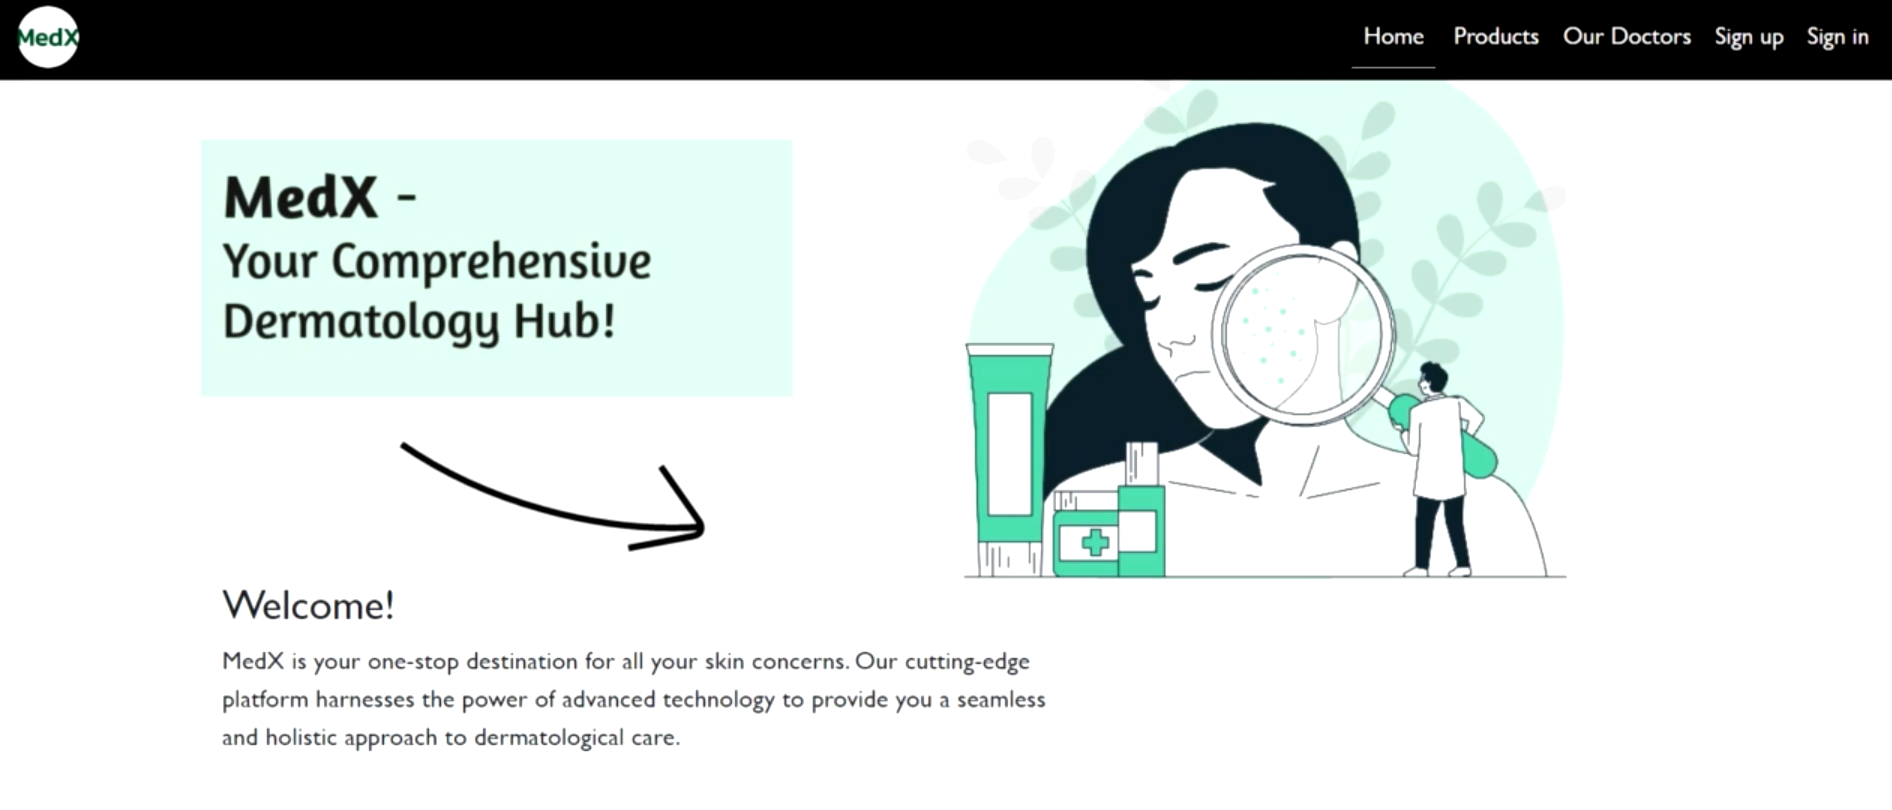 MedX
Home
Products
Our Doctors
Sign up
Sign in
MedX -
Your Comprehensive
Dermatology Hub!
Welcome!
MedX is your one-stop destination for all your skin concerns. Our cutting-edge
platform harnesses the power of advanced technology to provide you a seamless
and holistic approach to dermatological care.